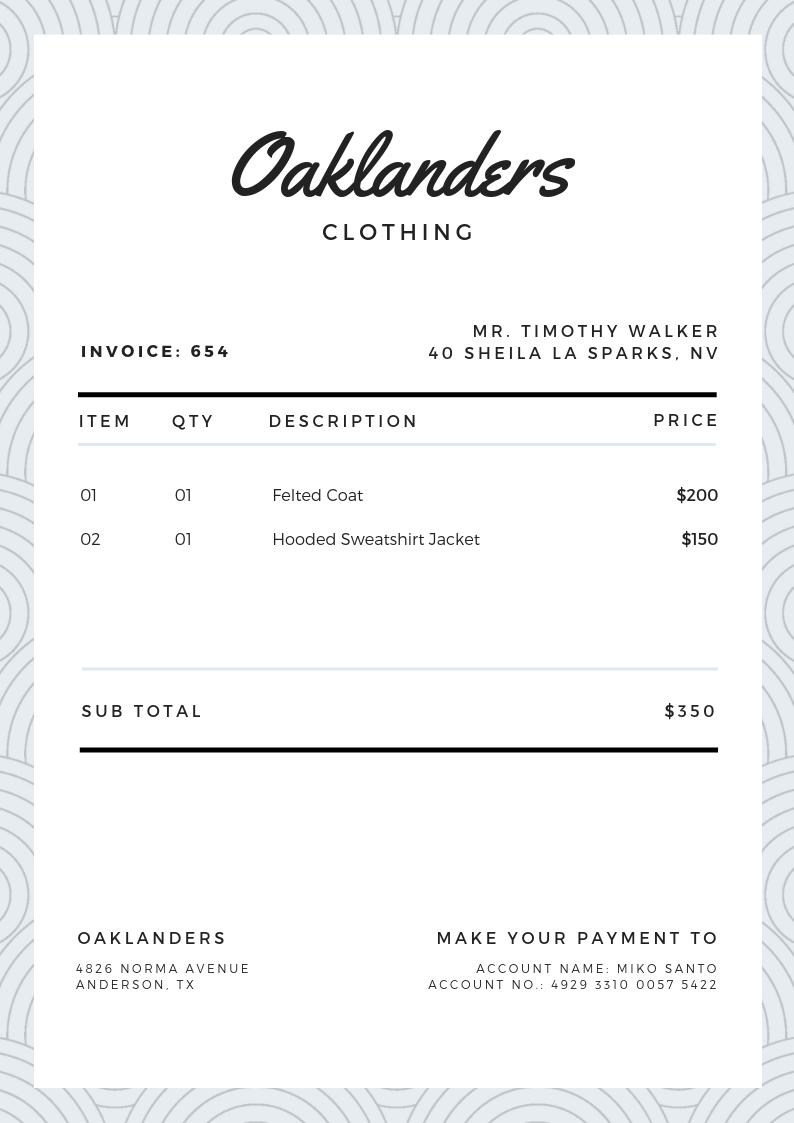 Oaklanders
CLOTHING
INVOICE: 654
MR. TIMOTHY WALKER
40 SHEILA LA SPARKS, NV
ITEM QTY DESCRIPTION PRICE
01 01 Felted Coat $200
02 01 Hooded Sweatshirt Jacket $150
SUB TOTAL $350
OAKLANDERS
4826 NORMA AVENUE
ANDERSON, TX
MAKE YOUR PAYMENT TO
ACCOUNT NAME: MIKO SANTO
ACCOUNT NO.: 4929 3310 0057 5422